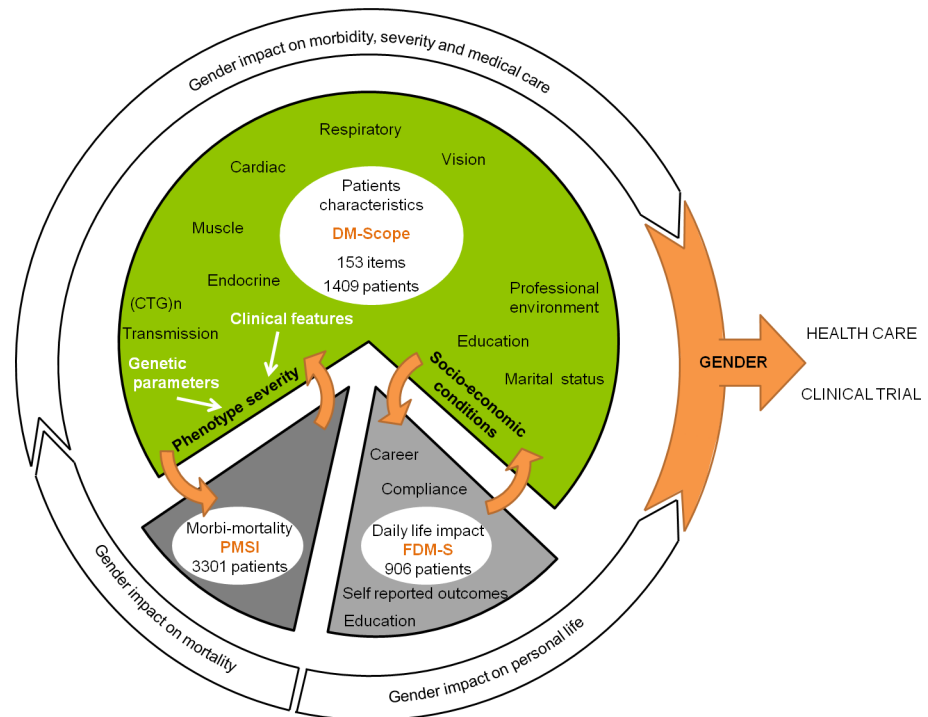 Gender impact on morbidity, severity and medical care
Respiratory
Cardiac
Vision
Patients
characteristics
DM-Scope
153 items
1409 patients
Muscle
Endocrine
(CTG)n
Transmission
Clinical features
Genetic
parameters
Phenotype severity
Professional
environment
Education
Marital status
Socio-economic
conditions
GENDER
HEALTH CARE
CLINICAL TRIAL
Morbi-mortality
PMSI
3301 patients
Career
Compliance
Daily life impact
FDM-S
906 patients
Self reported outcomes
Education
Gender impact on mortality
Gender impact on personal life